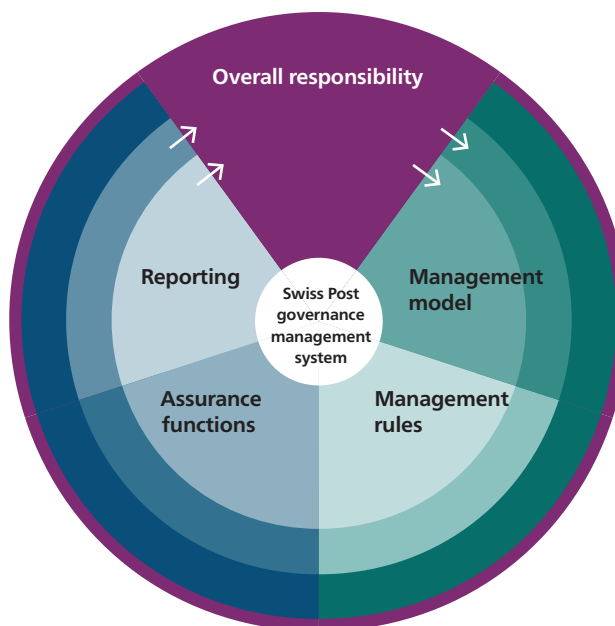 Overall responsibility
Reporting
Management
model
Swiss Post
governance
management
system
Assurance
functions
Management
rules